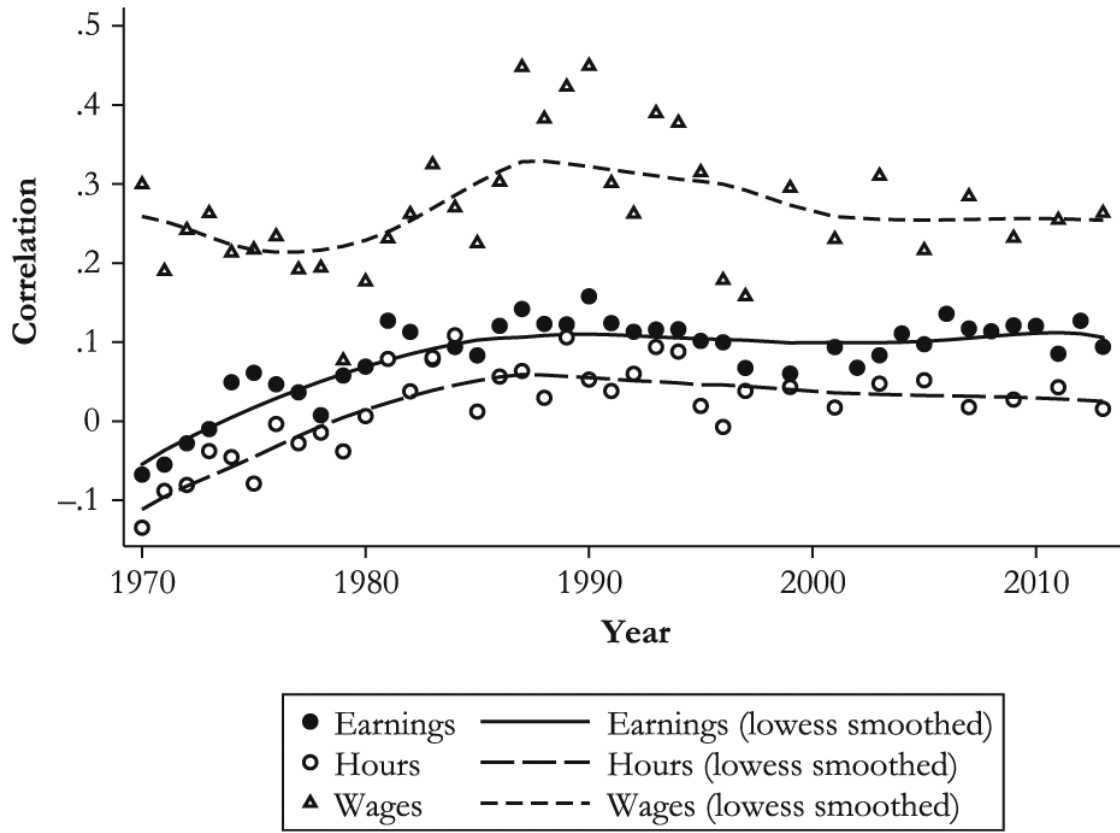 .5
.4
.3
.2
.1
0
–.1
Correlation
1970 1980 1990 2000 2010
Year
Earnings Earnings (lowess smoothed)
Hours Hours (lowess smoothed)
Wages Wages (lowess smoothed)